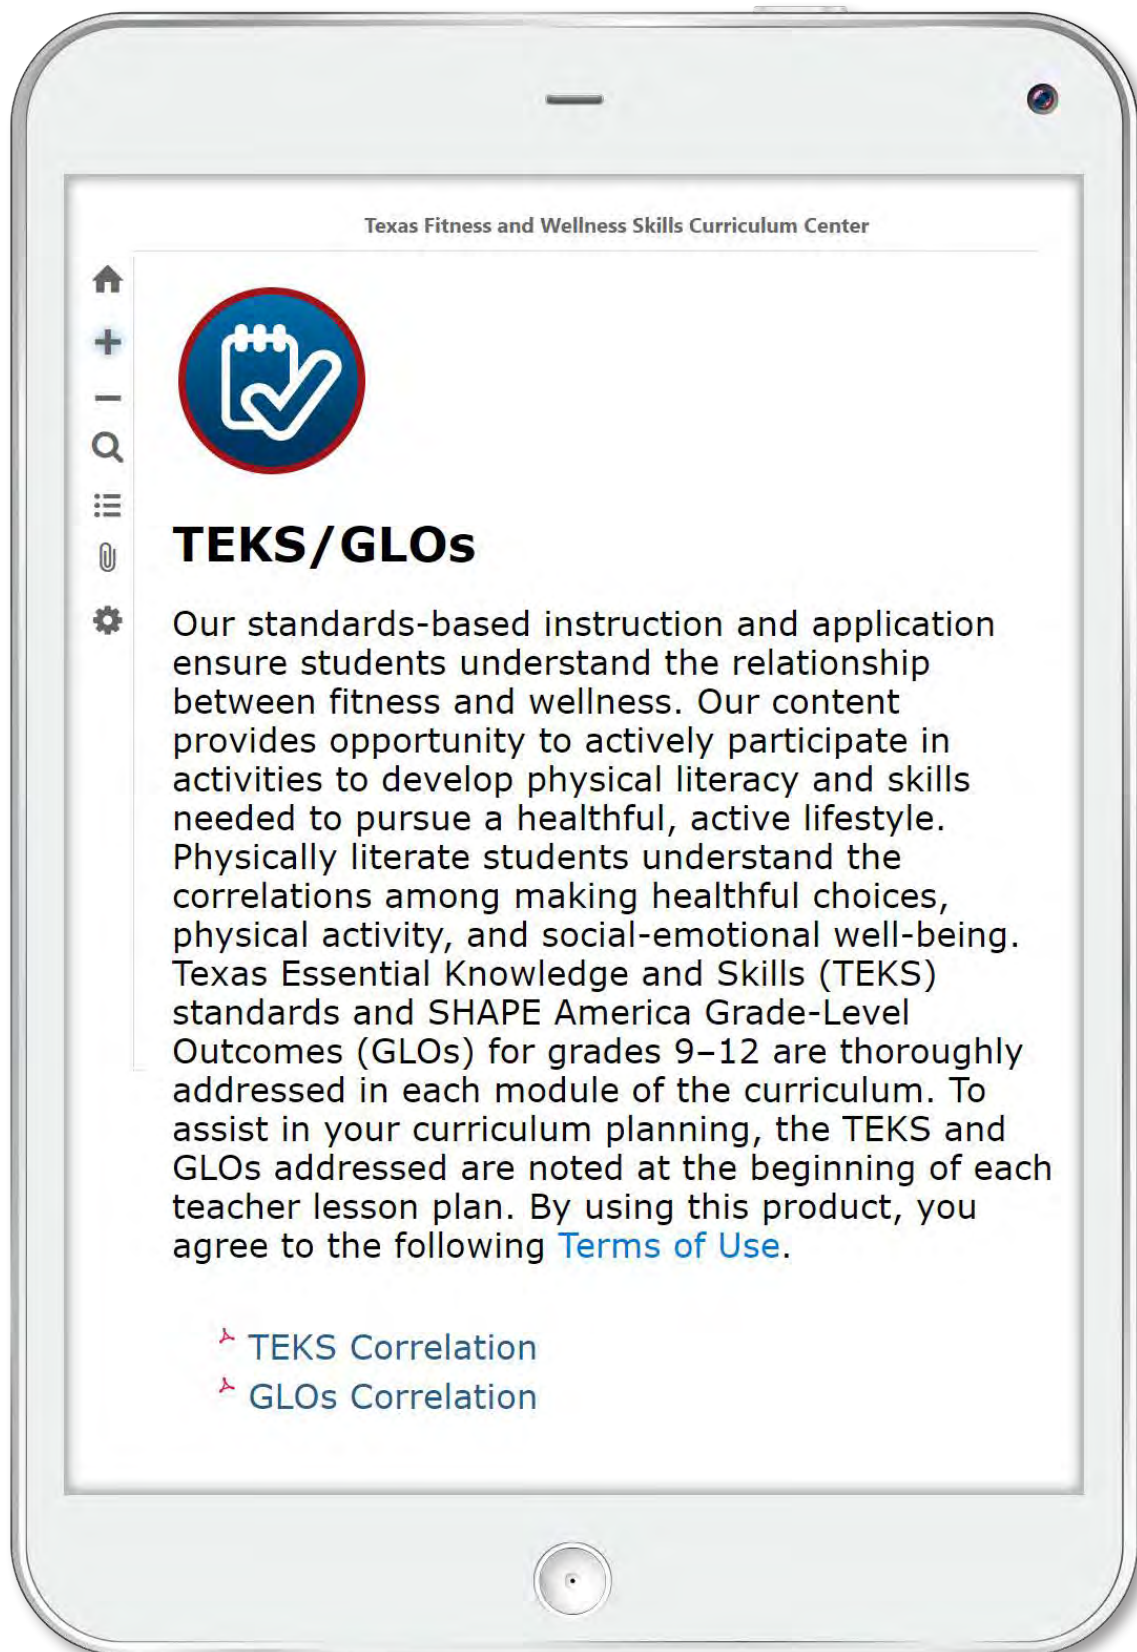 Texas Fitness and Wellness Skills Curriculum Center
TEKS/GLOs
Our standards-based instruction and application
ensure students understand the relationship
between fitness and wellness. Our content
provides opportunity to actively participate in
activities to develop physical literacy and skills
needed to pursue a healthful, active lifestyle.
Physically literate students understand the
correlations among making healthful choices,
physical activity, and social-emotional well-being.
Texas Essential Knowledge and Skills (TEKS)
standards and SHAPE America Grade-Level
Outcomes (GLOs) for grades 9–12 are thoroughly
addressed in each module of the curriculum. To
assist in your curriculum planning, the TEKS and
GLOs addressed are noted at the beginning of each
teacher lesson plan. By using this product, you
agree to the following Terms of Use.
TEKS Correlation
GLOs Correlation